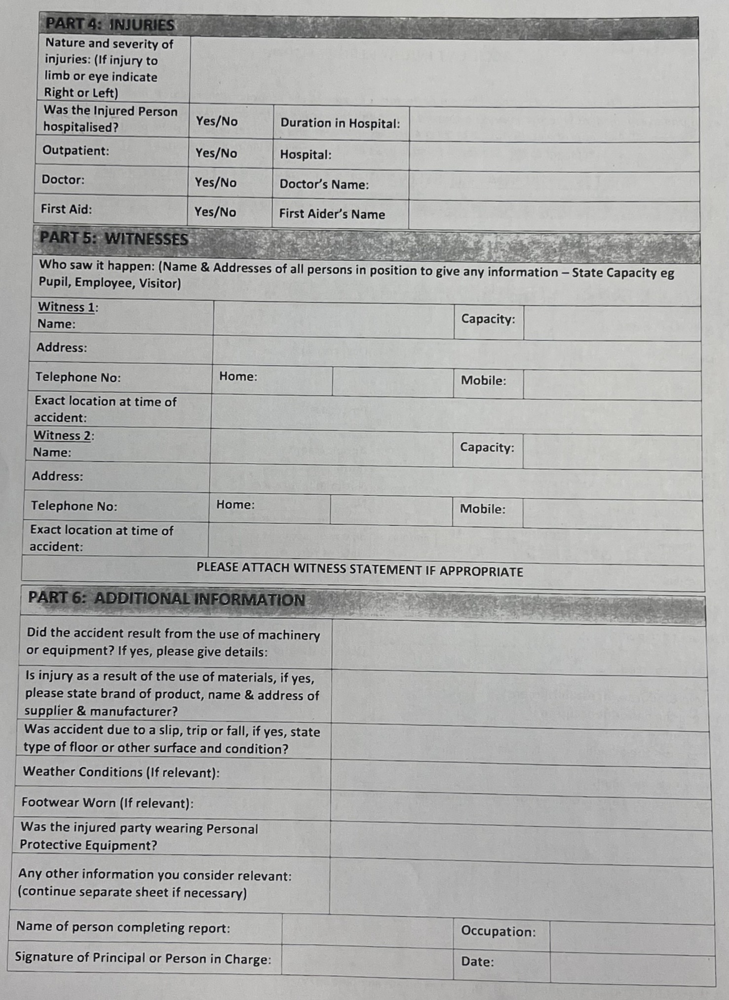 PART 4: INJURIES
Nature and severity of
injuries: (If injury to
limb or eye indicate
Right or Left)
Was the Injured Person
hospitalised?
Yes/No
Duration in Hospital:
Outpatient:
Yes/No
Hospital:
Doctor:
Yes/No
Doctor's Name:
First Aid:
Yes/No
First Aider's Name
PART 5: WITNESSES
Who saw it happen: (Name & Addresses of all persons in position to give any information – State Capacity eg
Pupil, Employee, Visitor)
Witness 1:
Name:
Capacity:
Address:
Telephone No:
Home:
Mobile:
Exact location at time of
accident:
Witness 2:
Name:
Capacity:
Address:
Telephone No:
Home:
Mobile:
Exact location at time of
accident:
PLEASE ATTACH WITNESS STATEMENT IF APPROPRIATE
PART 6: ADDITIONAL INFORMATION
Did the accident result from the use of machinery
or equipment? If yes, please give details:
Is injury as a result of the use of materials, if yes,
please state brand of product, name & address of
supplier & manufacturer?
Was accident due to a slip, trip or fall, if yes, state
type of floor or other surface and condition?
Weather Conditions (If relevant):
Footwear Worn (If relevant):
Was the injured party wearing Personal
Protective Equipment?
Any other information you consider relevant:
(continue separate sheet if necessary)
Name of person completing report:
Occupation:
Signature of Principal or Person in Charge:
Date: